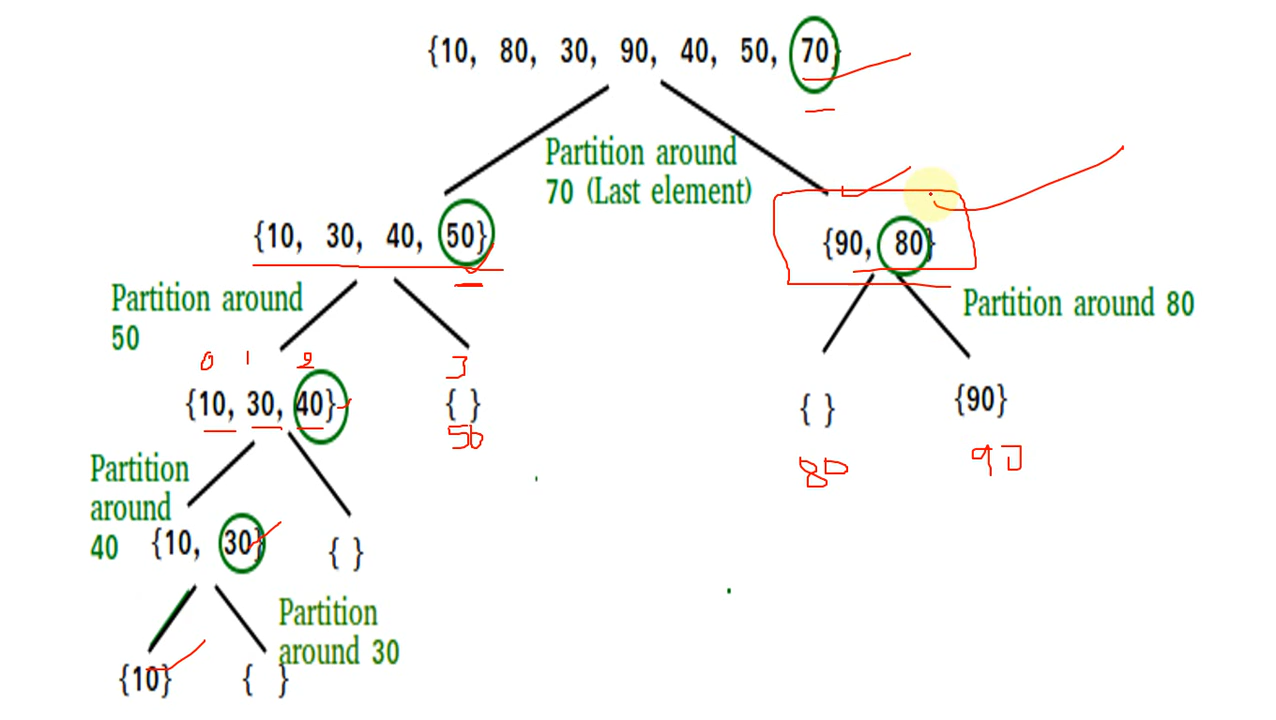 {10, 80, 30, 90, 40, 50, 70}
Partition around
70 (Last element)
{10, 30, 40, 50}
{90, 80}
Partition around
50
Partition around 80
0 1 2 3
{10, 30, 40}
{ }
{ }
{90}
50
80
90
Partition
around
40
{10, 30}
{ }
Partition
around 30
{10}
{ }